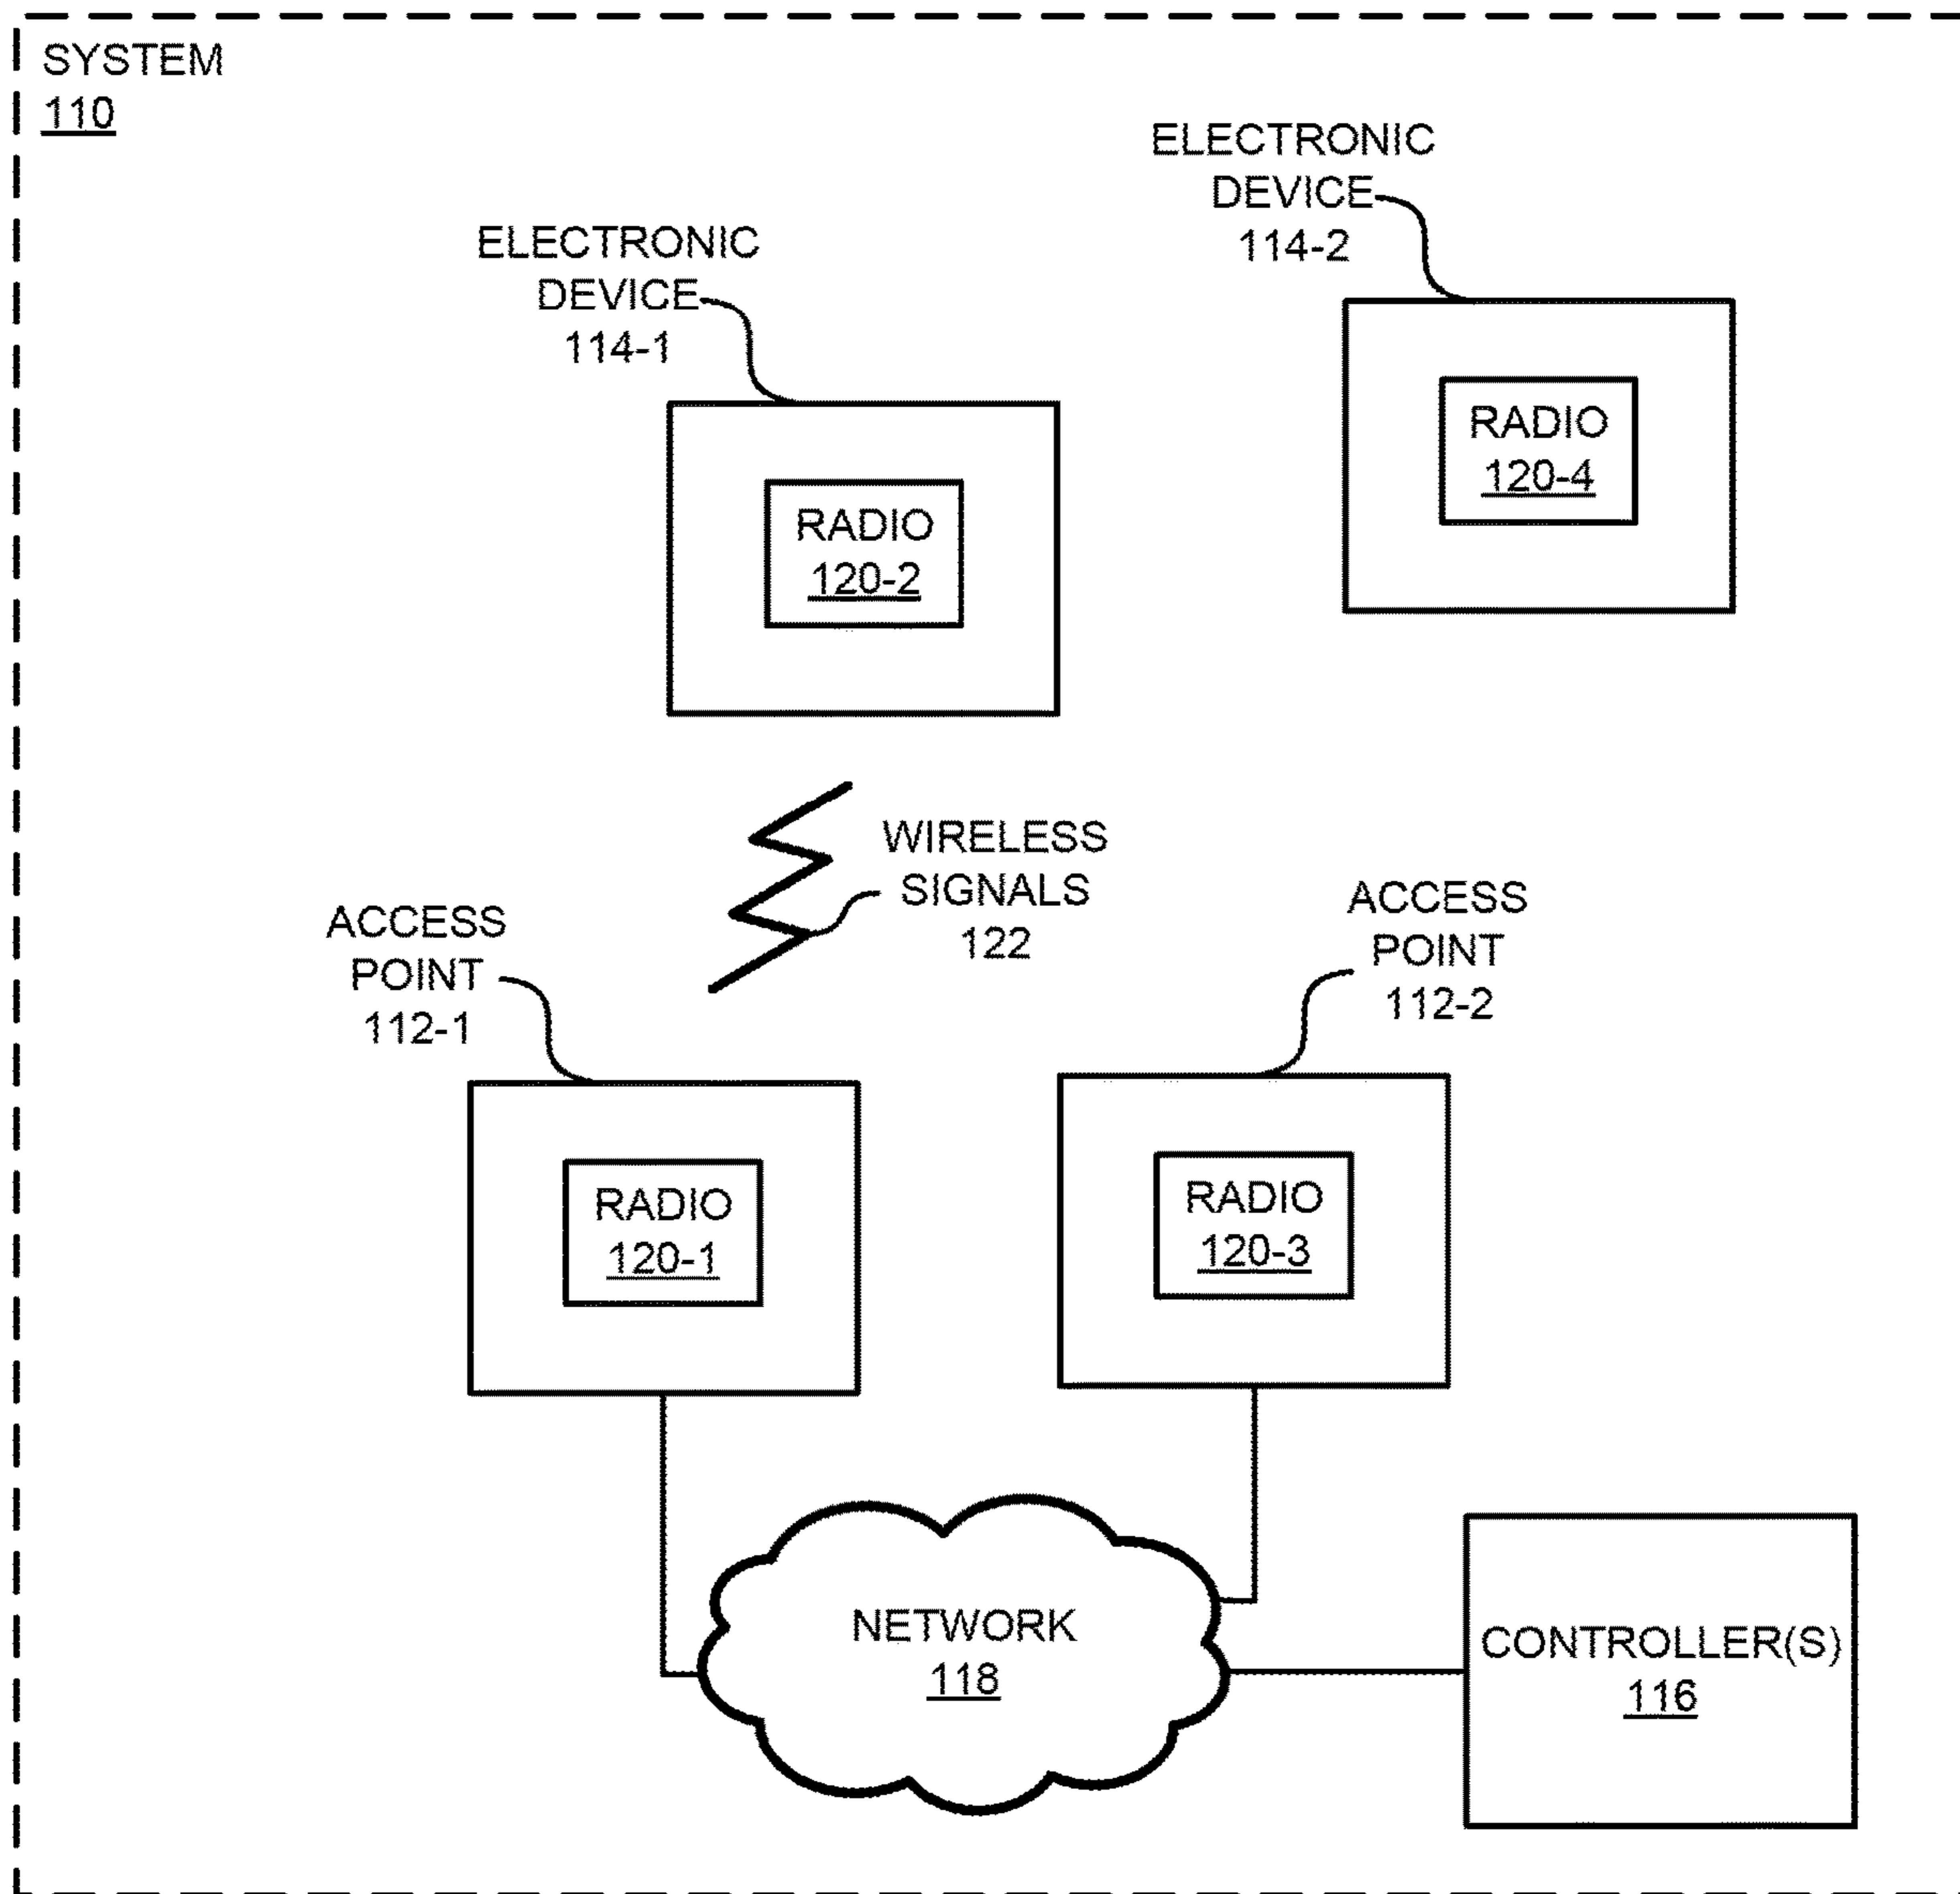 SYSTEM
110
ELECTRONIC
DEVICE
114-2
ELECTRONIC
DEVICE
114-1
RADIO
120-4
RADIO
120-2
WIRELESS
SIGNALS
122
ACCESS
POINT
112-1
ACCESS
POINT
112-2
RADIO
120-1
RADIO
120-3
NETWORK
118
CONTROLLER(S)
116